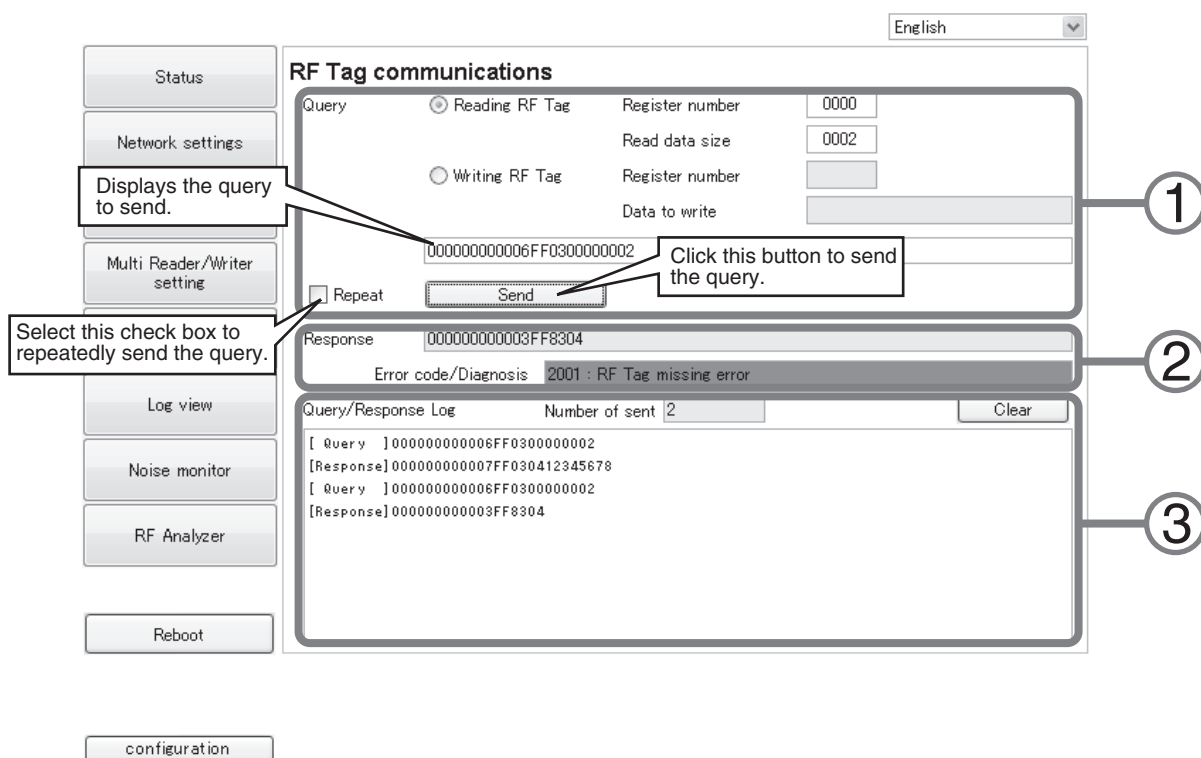 English
Status
RF Tag communications
Query
Reading RF Tag
Register number
0000
Network settings
Read data size
0002
Displays the query
to send.
Writing RF Tag
Register number
Data to write
1
Multi Reader/Writer
setting
000000000006FF0300000002
Click this button to send
the query.
Repeat
Send
Select this check box to
repeatedly send the query.
Response
000000000003FF8304
Error code/Diagnosis
2001 : RF Tag missing error
2
Log view
Query/Response Log
Number of sent
2
Clear
[ Query ]000000000006FF0300000002
[Response]000000000007FF030412345678
[ Query ]000000000006FF0300000002
[Response]000000000003FF8304
Noise monitor
RF Analyzer
3
Reboot
configuration